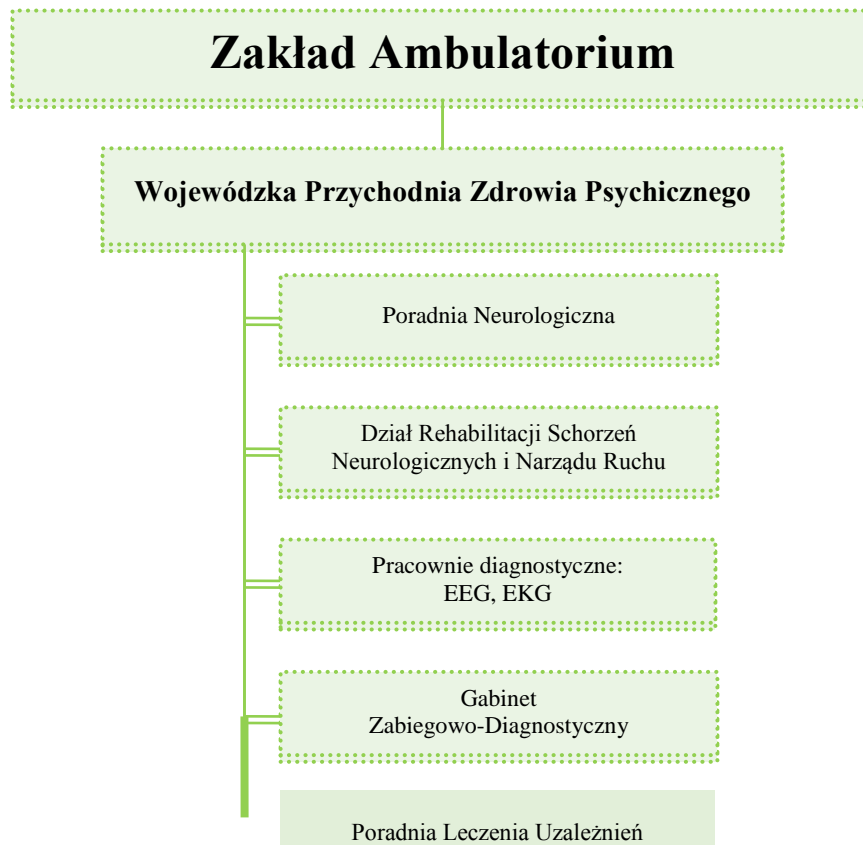 Zakład Ambulatorium
Wojewódzka Przychodnia Zdrowia Psychicznego
Poradnia Neurologiczna
Dział Rehabilitacji Schorzeń
Neurologicznych i Narządu Ruchu
Pracownie diagnostyczne:
EEG, EKG
Gabinet
Zabiegowo-Diagnostyczny
Poradnia Leczenia Uzależnień